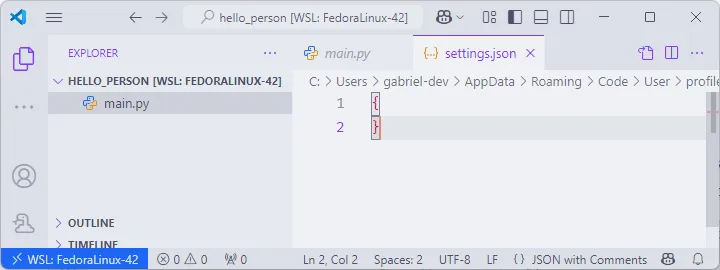 hello_person [WSL: FedoraLinux-42]
EXPLORER
HELLO_PERSON [WSL: FEDORALINUX-42]
main.py
OUTLINE
TIMELINE
main.py
{..} settings.json
C: > Users > gabriel-dev > AppData > Roaming > Code > User > profile
1 {
2 }
WSL: FedoraLinux-42 0 0 0 Ln 2, Col 2 Spaces: 2 UTF-8 LF {} JSON with Comments